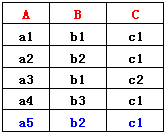 A B C
a1 b1 c1
a2 b2 c1
a3 b1 c2
a4 b3 c1
a5 b2 c1